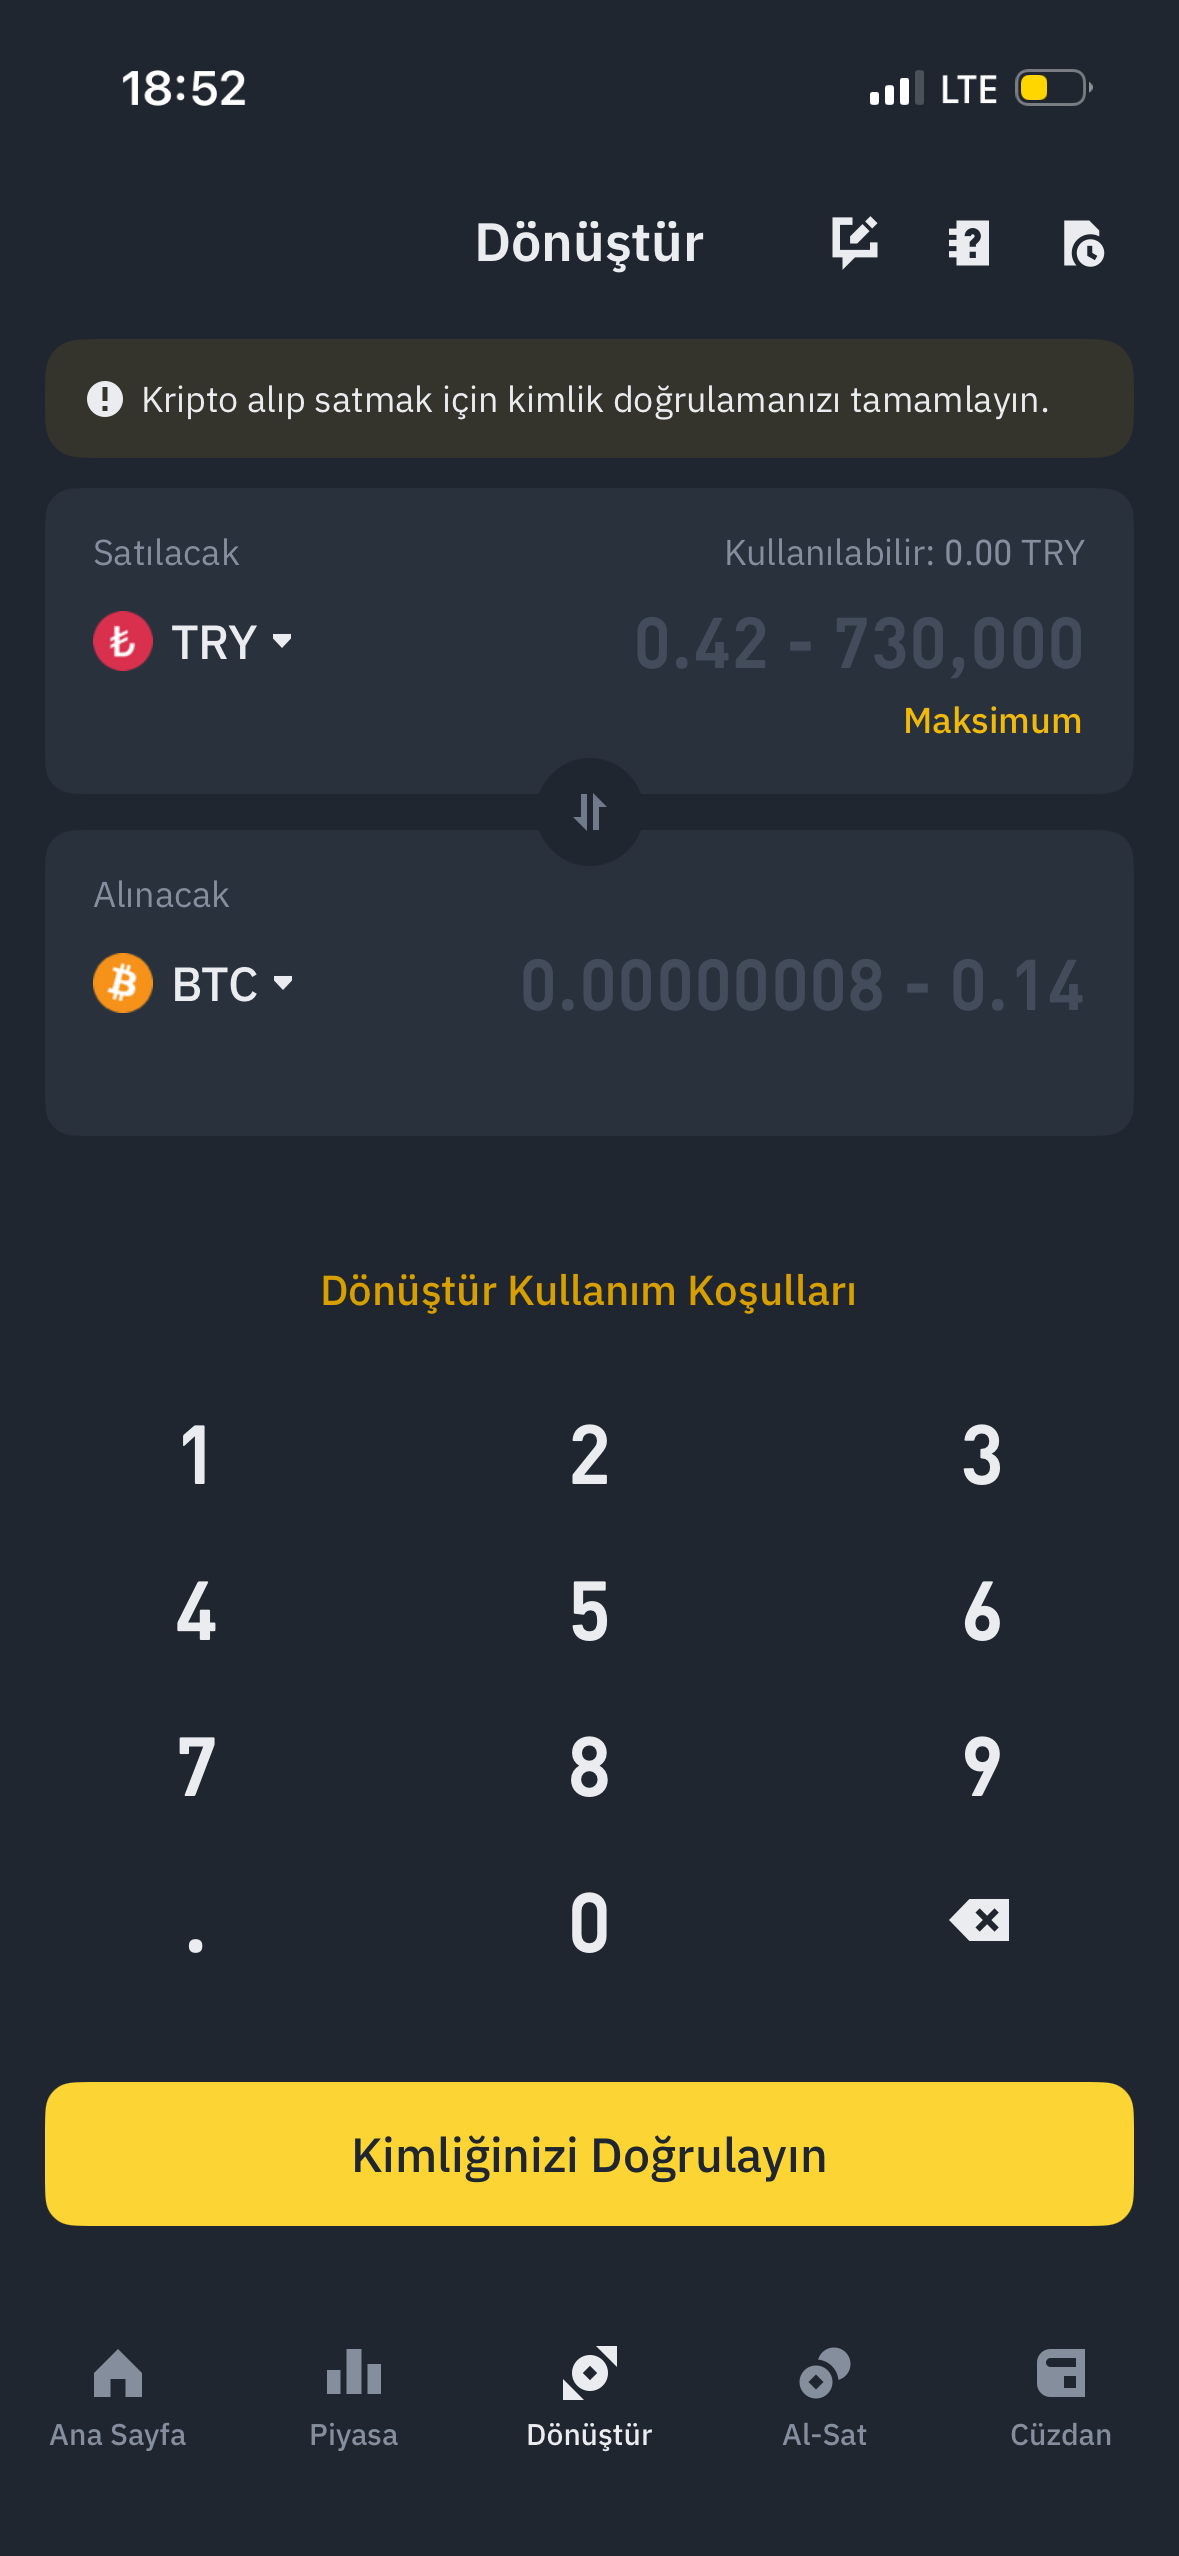 18:52
LTE
Dönüştür
Kripto alıp satmak için kimlik doğrulamanızı tamamlayın.
Satılacak
Kullanılabilir: 0.00 TRY
₺ TRY
0.42 - 730,000
Maksimum
Alınacak
BTC
0.00000008 - 0.14
Dönüştür Kullanım Koşulları
1 2 3
4 5 6
7 8 9
. 0
Kimliğinizi Doğrulayın
Ana Sayfa
Piyasa
Dönüştür
Al-Sat
Cüzdan